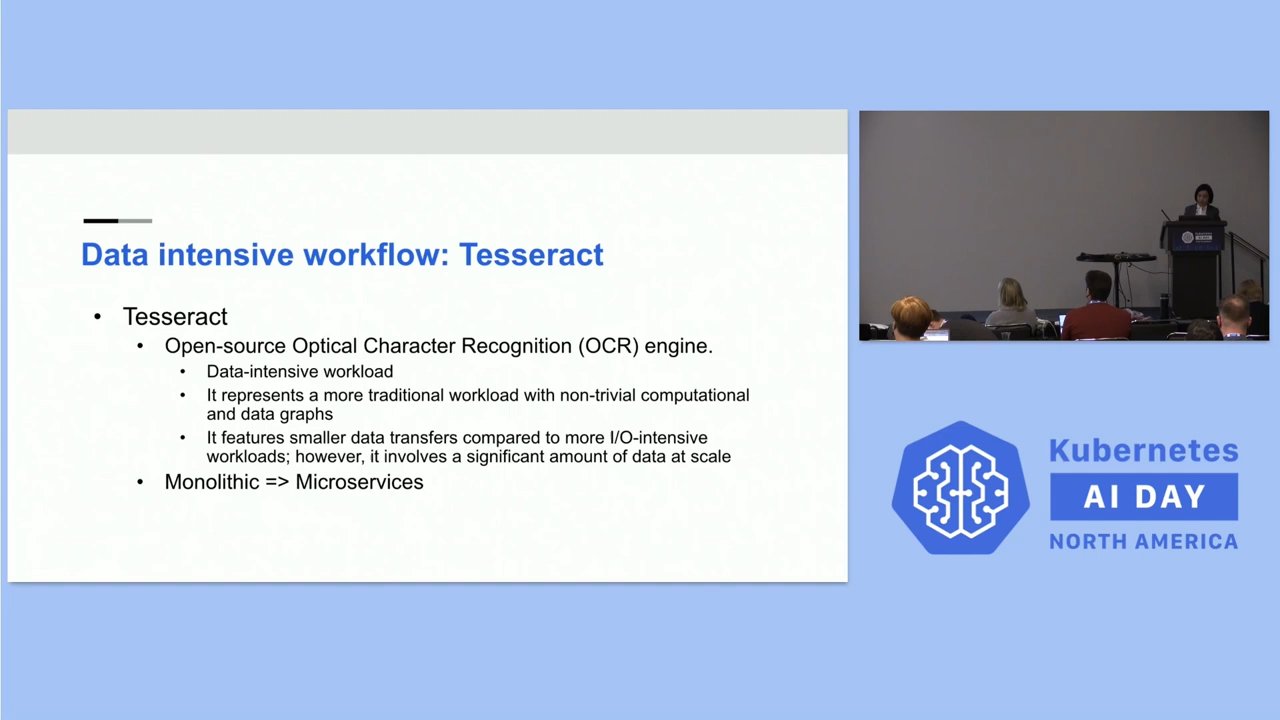 Data intensive workflow: Tesseract
• Tesseract
• Open-source Optical Character Recognition (OCR) engine.
• Data-intensive workload
• It represents a more traditional workload with non-trivial computational
and data graphs
• It features smaller data transfers compared to more I/O-intensive
workloads; however, it involves a significant amount of data at scale
• Monolithic => Microservices
Kubernetes
AI DAY
NORTH AMERICA